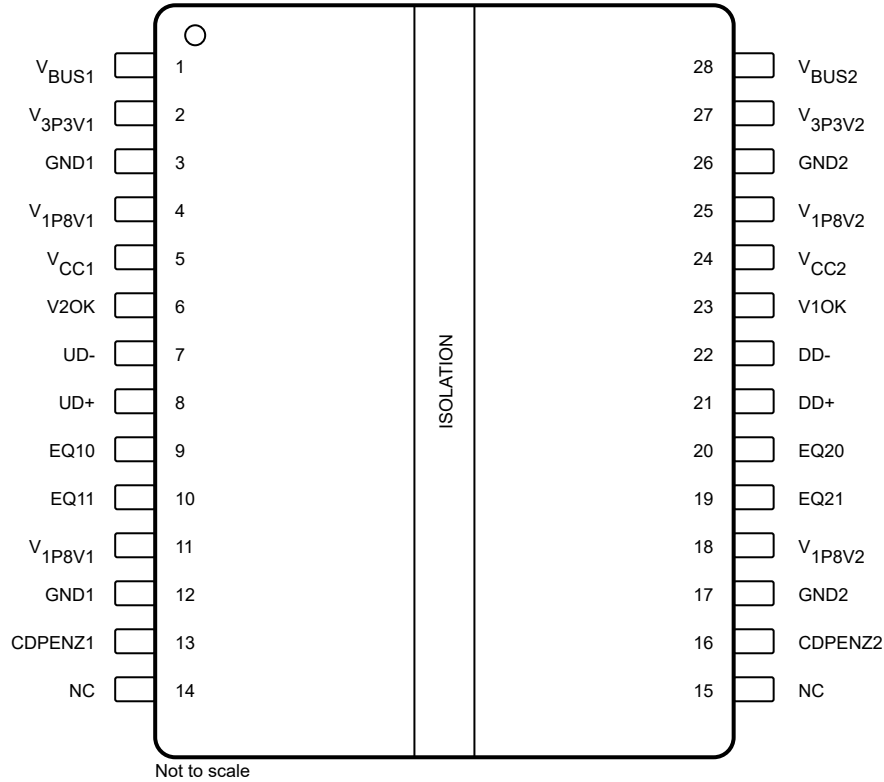 VBUS1 1 28 VBUS2
V3P3V1 2 27 V3P3V2
GND1 3 26 GND2
V1P8V1 4 25 V1P8V2
VCC1 5 24 VCC2
V2OK 6 23 V1OK
UD- 7 22 DD-
UD+ 8 21 DD+
EQ10 9 20 EQ20
EQ11 10 19 EQ21
V1P8V1 11 18 V1P8V2
GND1 12 17 GND2
CDPENZ1 13 16 CDPENZ2
NC 14 15 NC
ISOLATION
Not to scale